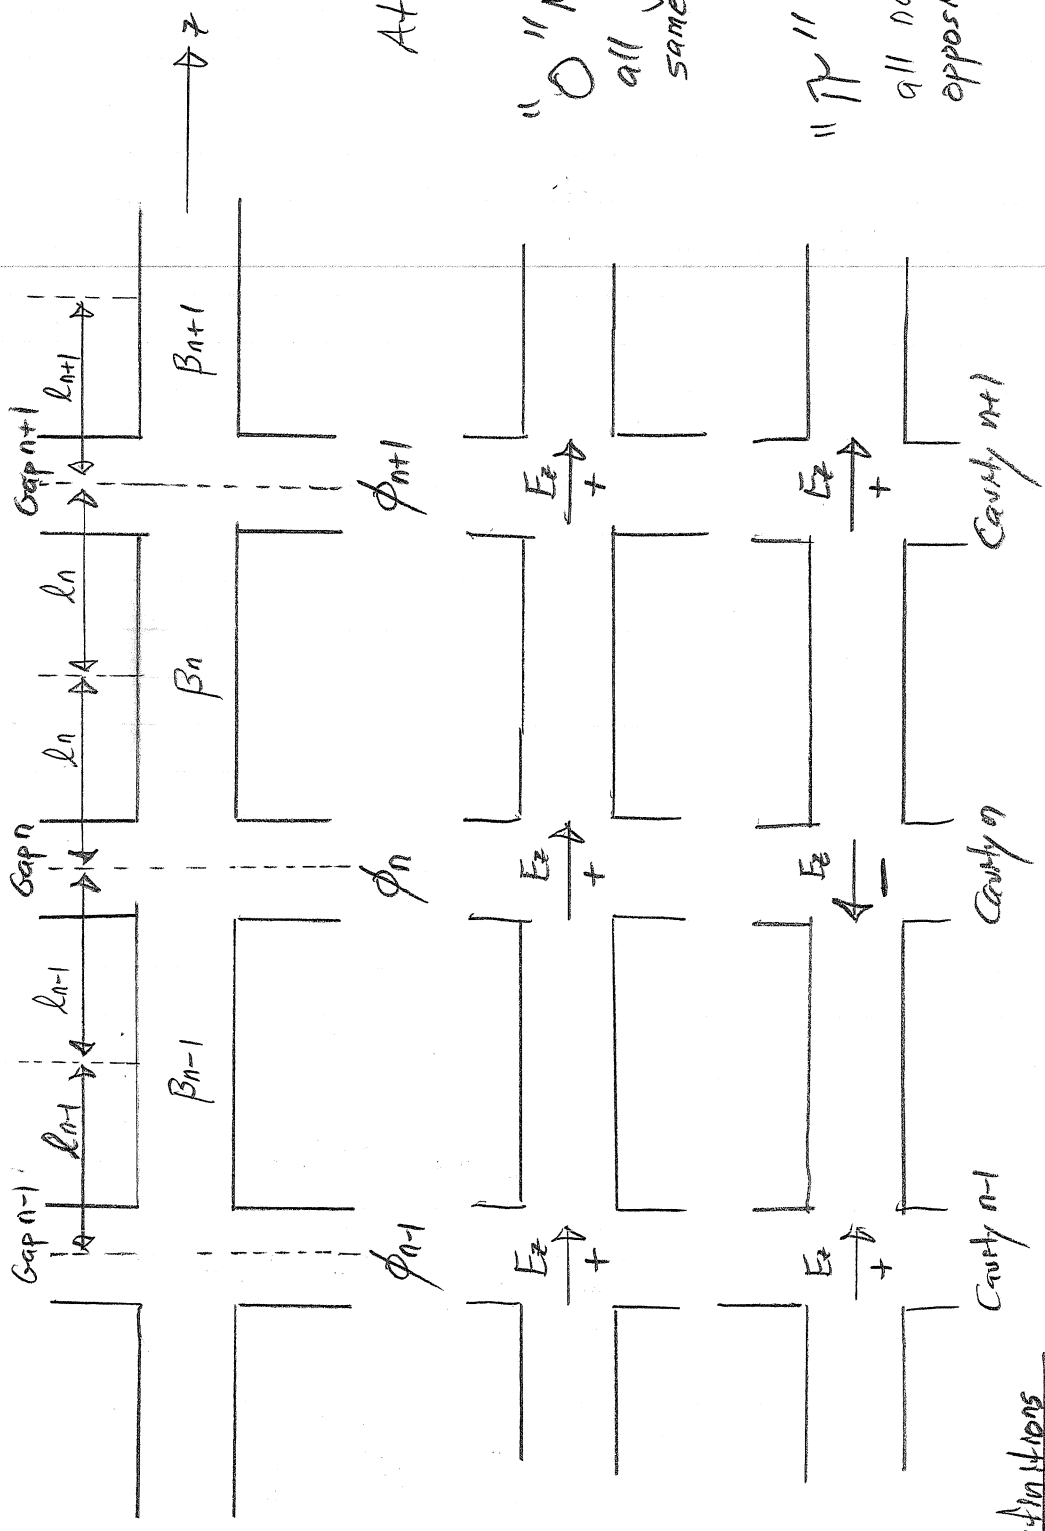 Gap n-1 Gap n Gap n+1
ℓn-1 ℓn-1 ℓn ℓn ℓn+1
βn-1 βn βn+1 z
ϕn-1 ϕn ϕn+1 At
Ez Ez Ez "0"
+ + + all
same
Ez Ez Ez "π"
+ − + all
Cavity n-1 Cavity n Cavity n+1